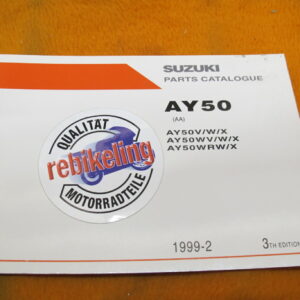 SUZUKI
PARTS CATALOGUE
AY50
(AA)
AY50V/W/X
AY50WV/W/X
AY50WRW/X
QUALITÄT
rebikeling
MOTORRADTEILE
1999-2
3TH EDITION